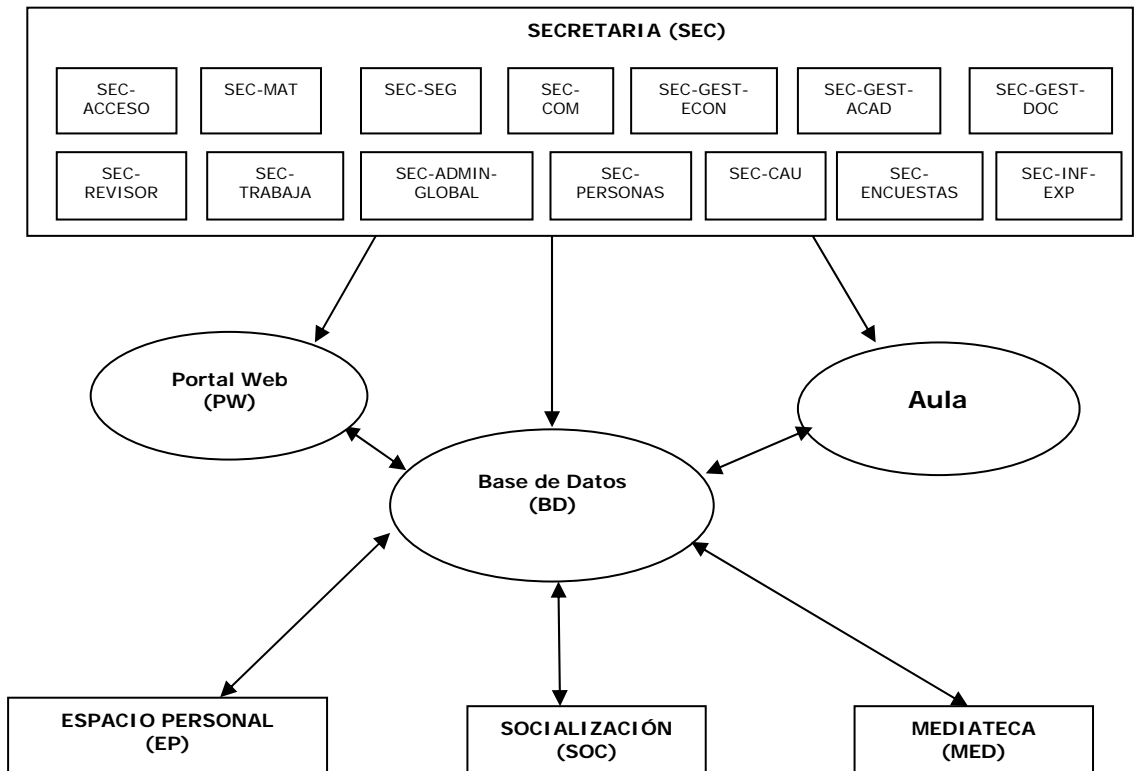 SECRETARIA (SEC)
SEC-
ACCESO
SEC-MAT
SEC-SEG
SEC-
COM
SEC-GEST-
ECON
SEC-GEST-
ACAD
SEC-GEST-
DOC
SEC-
REVISOR
SEC-
TRABAJA
SEC-ADMIN-
GLOBAL
SEC-
PERSONAS
SEC-CAU
SEC-
ENCUESTAS
SEC-INF-
EXP
Portal Web
(PW)
Aula
Base de Datos
(BD)
ESPACIO PERSONAL
(EP)
SOCIALIZACIÓN
(SOC)
MEDIATECA
(MED)